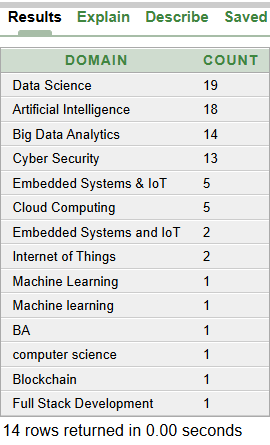 Results Explain Describe Saved
DOMAIN COUNT
Data Science 19
Artificial Intelligence 18
Big Data Analytics 14
Cyber Security 13
Embedded Systems & IoT 5
Cloud Computing 5
Embedded Systems and IoT 2
Internet of Things 2
Machine Learning 1
Machine learning 1
BA 1
computer science 1
Blockchain 1
Full Stack Development 1
14 rows returned in 0.00 seconds